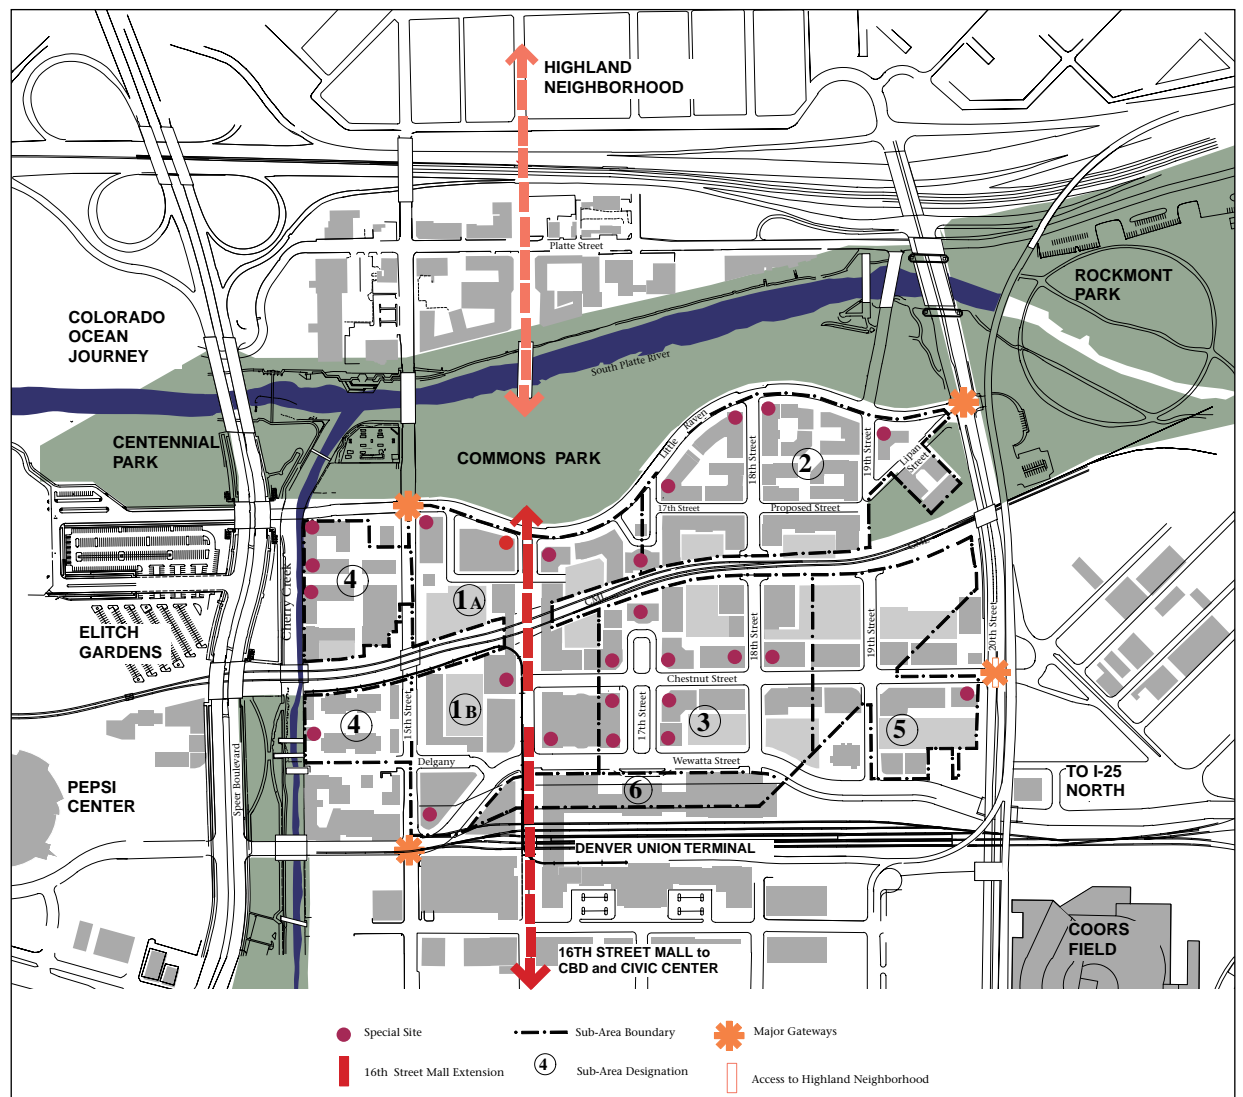 HIGHLAND
NEIGHBORHOOD
Platte Street
ROCKMONT
PARK
COLORADO
OCEAN
JOURNEY
South Platte River
CENTENNIAL
PARK
COMMONS PARK
Little Raven
18th Street
2
19th Street
Lipan
Street
17th Street
Proposed Street
CML
4
1A
CML
Cherry Creek
ELITCH
GARDENS
18th Street
19th Street
20th Street
Chestnut Street
15th Street
1B
17th Street
3
5
4
Delgany
Wewatta Street
Speer Boulevard
PEPSI
CENTER
6
TO I-25
NORTH
DENVER UNION TERMINAL
COORS
FIELD
16TH STREET MALL to
CBD and CIVIC CENTER
Special Site
Sub-Area Boundary
Major Gateways
16th Street Mall Extension
4
Sub-Area Designation
Access to Highland Neighborhood